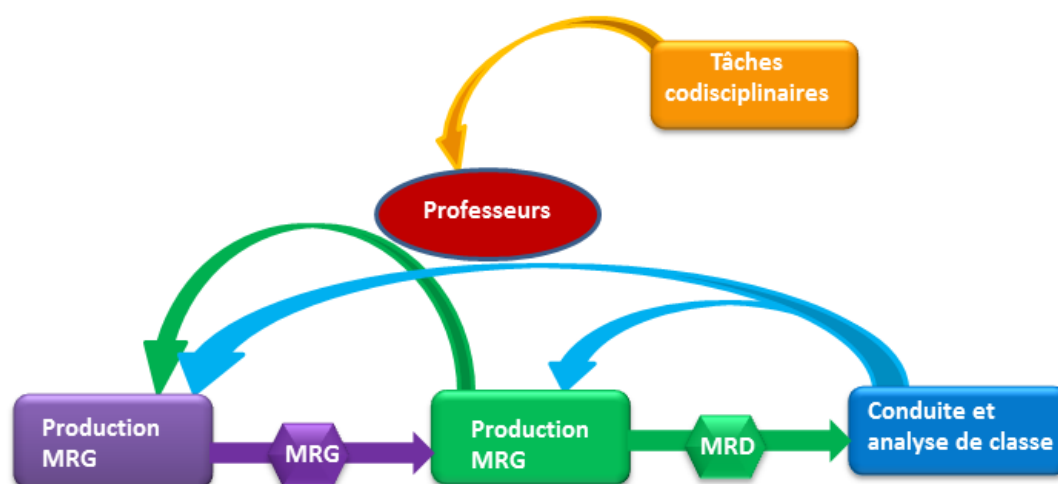 Tâches
codisciplinaires
Professeurs
Production
MRG
MRG
Production
MRG
MRD
Conduite et
analyse de classe